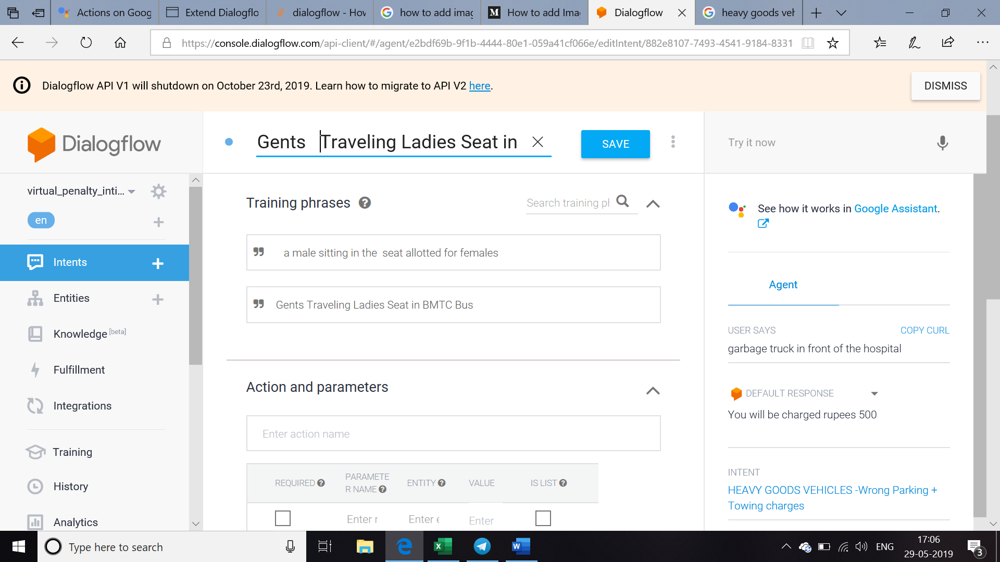 Actions on Goog
Extend Dialogflo
dialogflow - Hov
how to add imag
How to add Imag
Dialogflow
heavy goods veh
https://console.dialogflow.com/api-client/#/agent/e2bdf69b-9f1b-4444-80e1-059a41cf066e/editIntent/882e8107-7493-4541-9184-8331
Dialogflow API V1 will shutdown on October 23rd, 2019. Learn how to migrate to API V2 here.
DISMISS
Dialogflow
Gents Traveling Ladies Seat in
SAVE
Try it now
virtual_penalty_inti...
en
Intents
Entities
Knowledge [beta]
Fulfillment
Integrations
Training
History
Analytics
Training phrases
Search training pl
a male sitting in the seat allotted for females
Gents Traveling Ladies Seat in BMTC Bus
Action and parameters
Enter action name
REQUIRED
PARAMETE
R NAME
ENTITY
VALUE
IS LIST
Enter
Enter
Enter
See how it works in Google Assistant.
Agent
USER SAYS
COPY CURL
garbage truck in front of the hospital
DEFAULT RESPONSE
You will be charged rupees 500
INTENT
HEAVY GOODS VEHICLES -Wrong Parking +
Towing charges
Type here to search
ENG
17:06
29-05-2019
3